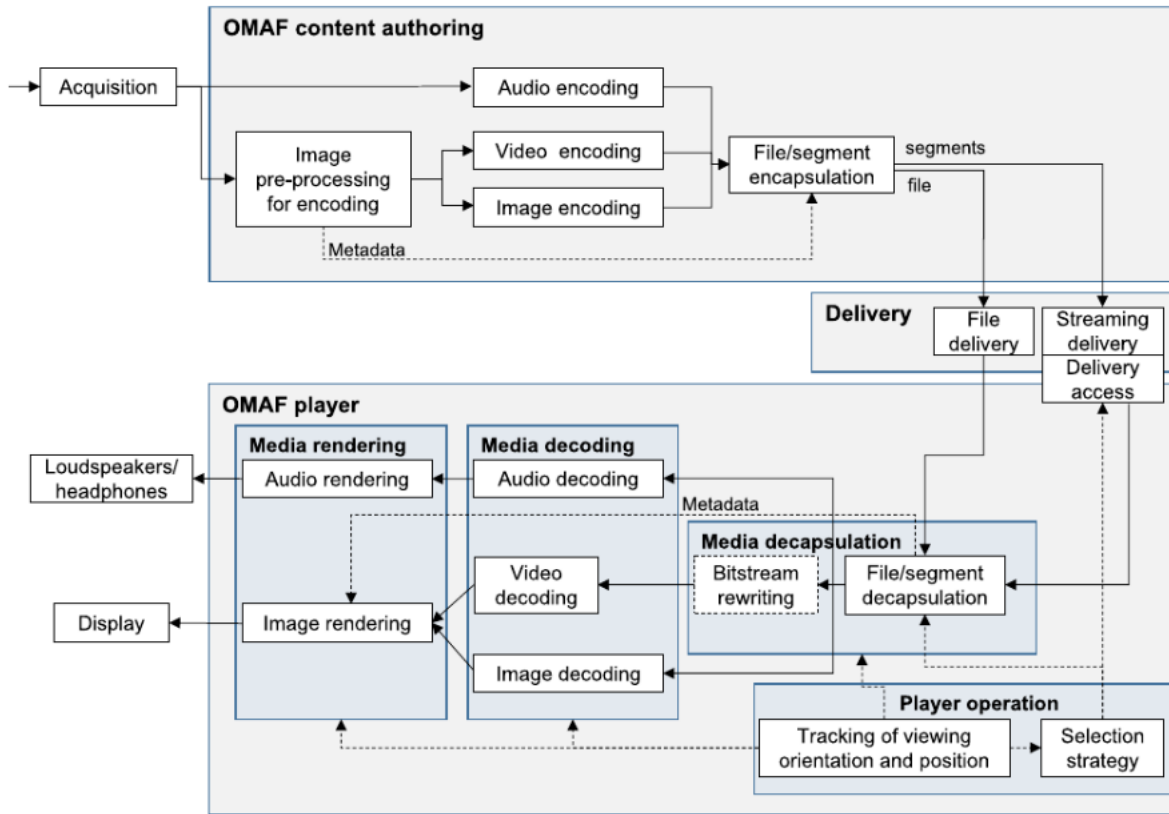 OMAF content authoring
Acquisition
Audio encoding
Image
pre-processing
for encoding
Video encoding
Image encoding
File/segment
encapsulation
segments
file
Metadata
Delivery
File
delivery
Streaming
delivery
Delivery
access
OMAF player
Media rendering
Media decoding
Loudspeakers/
headphones
Audio rendering
Audio decoding
Metadata
Media decapsulation
Video
decoding
Bitstream
rewriting
File/segment
decapsulation
Display
Image rendering
Image decoding
Player operation
Tracking of viewing
orientation and position
Selection
strategy